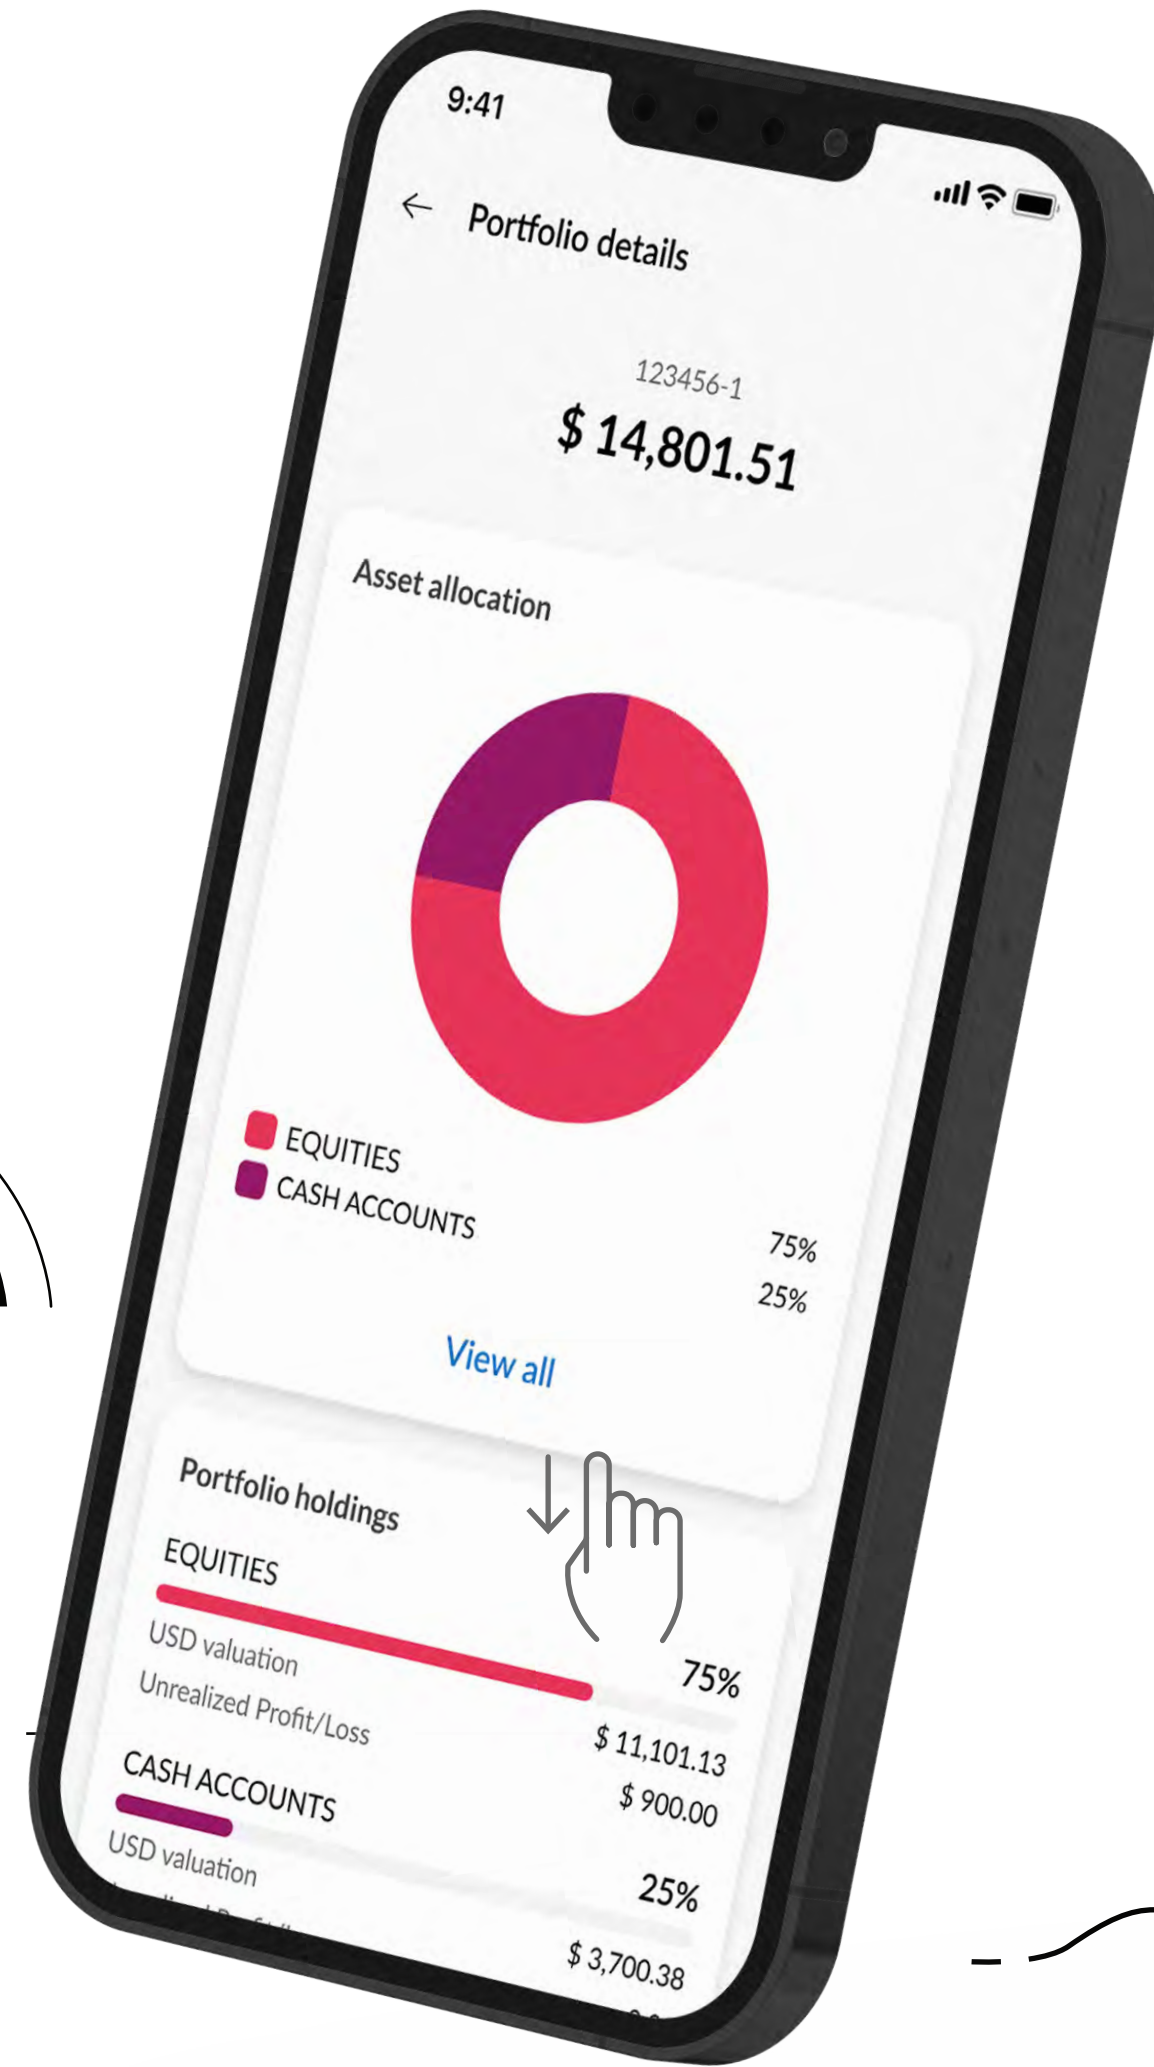 9:41
Portfolio details
123456-1
$ 14,801.51
Asset allocation
EQUITIES 75%
CASH ACCOUNTS 25%
View all
Portfolio holdings
EQUITIES 75%
USD valuation $ 11,101.13
Unrealized Profit/Loss $ 900.00
CASH ACCOUNTS 25%
USD valuation $ 3,700.38